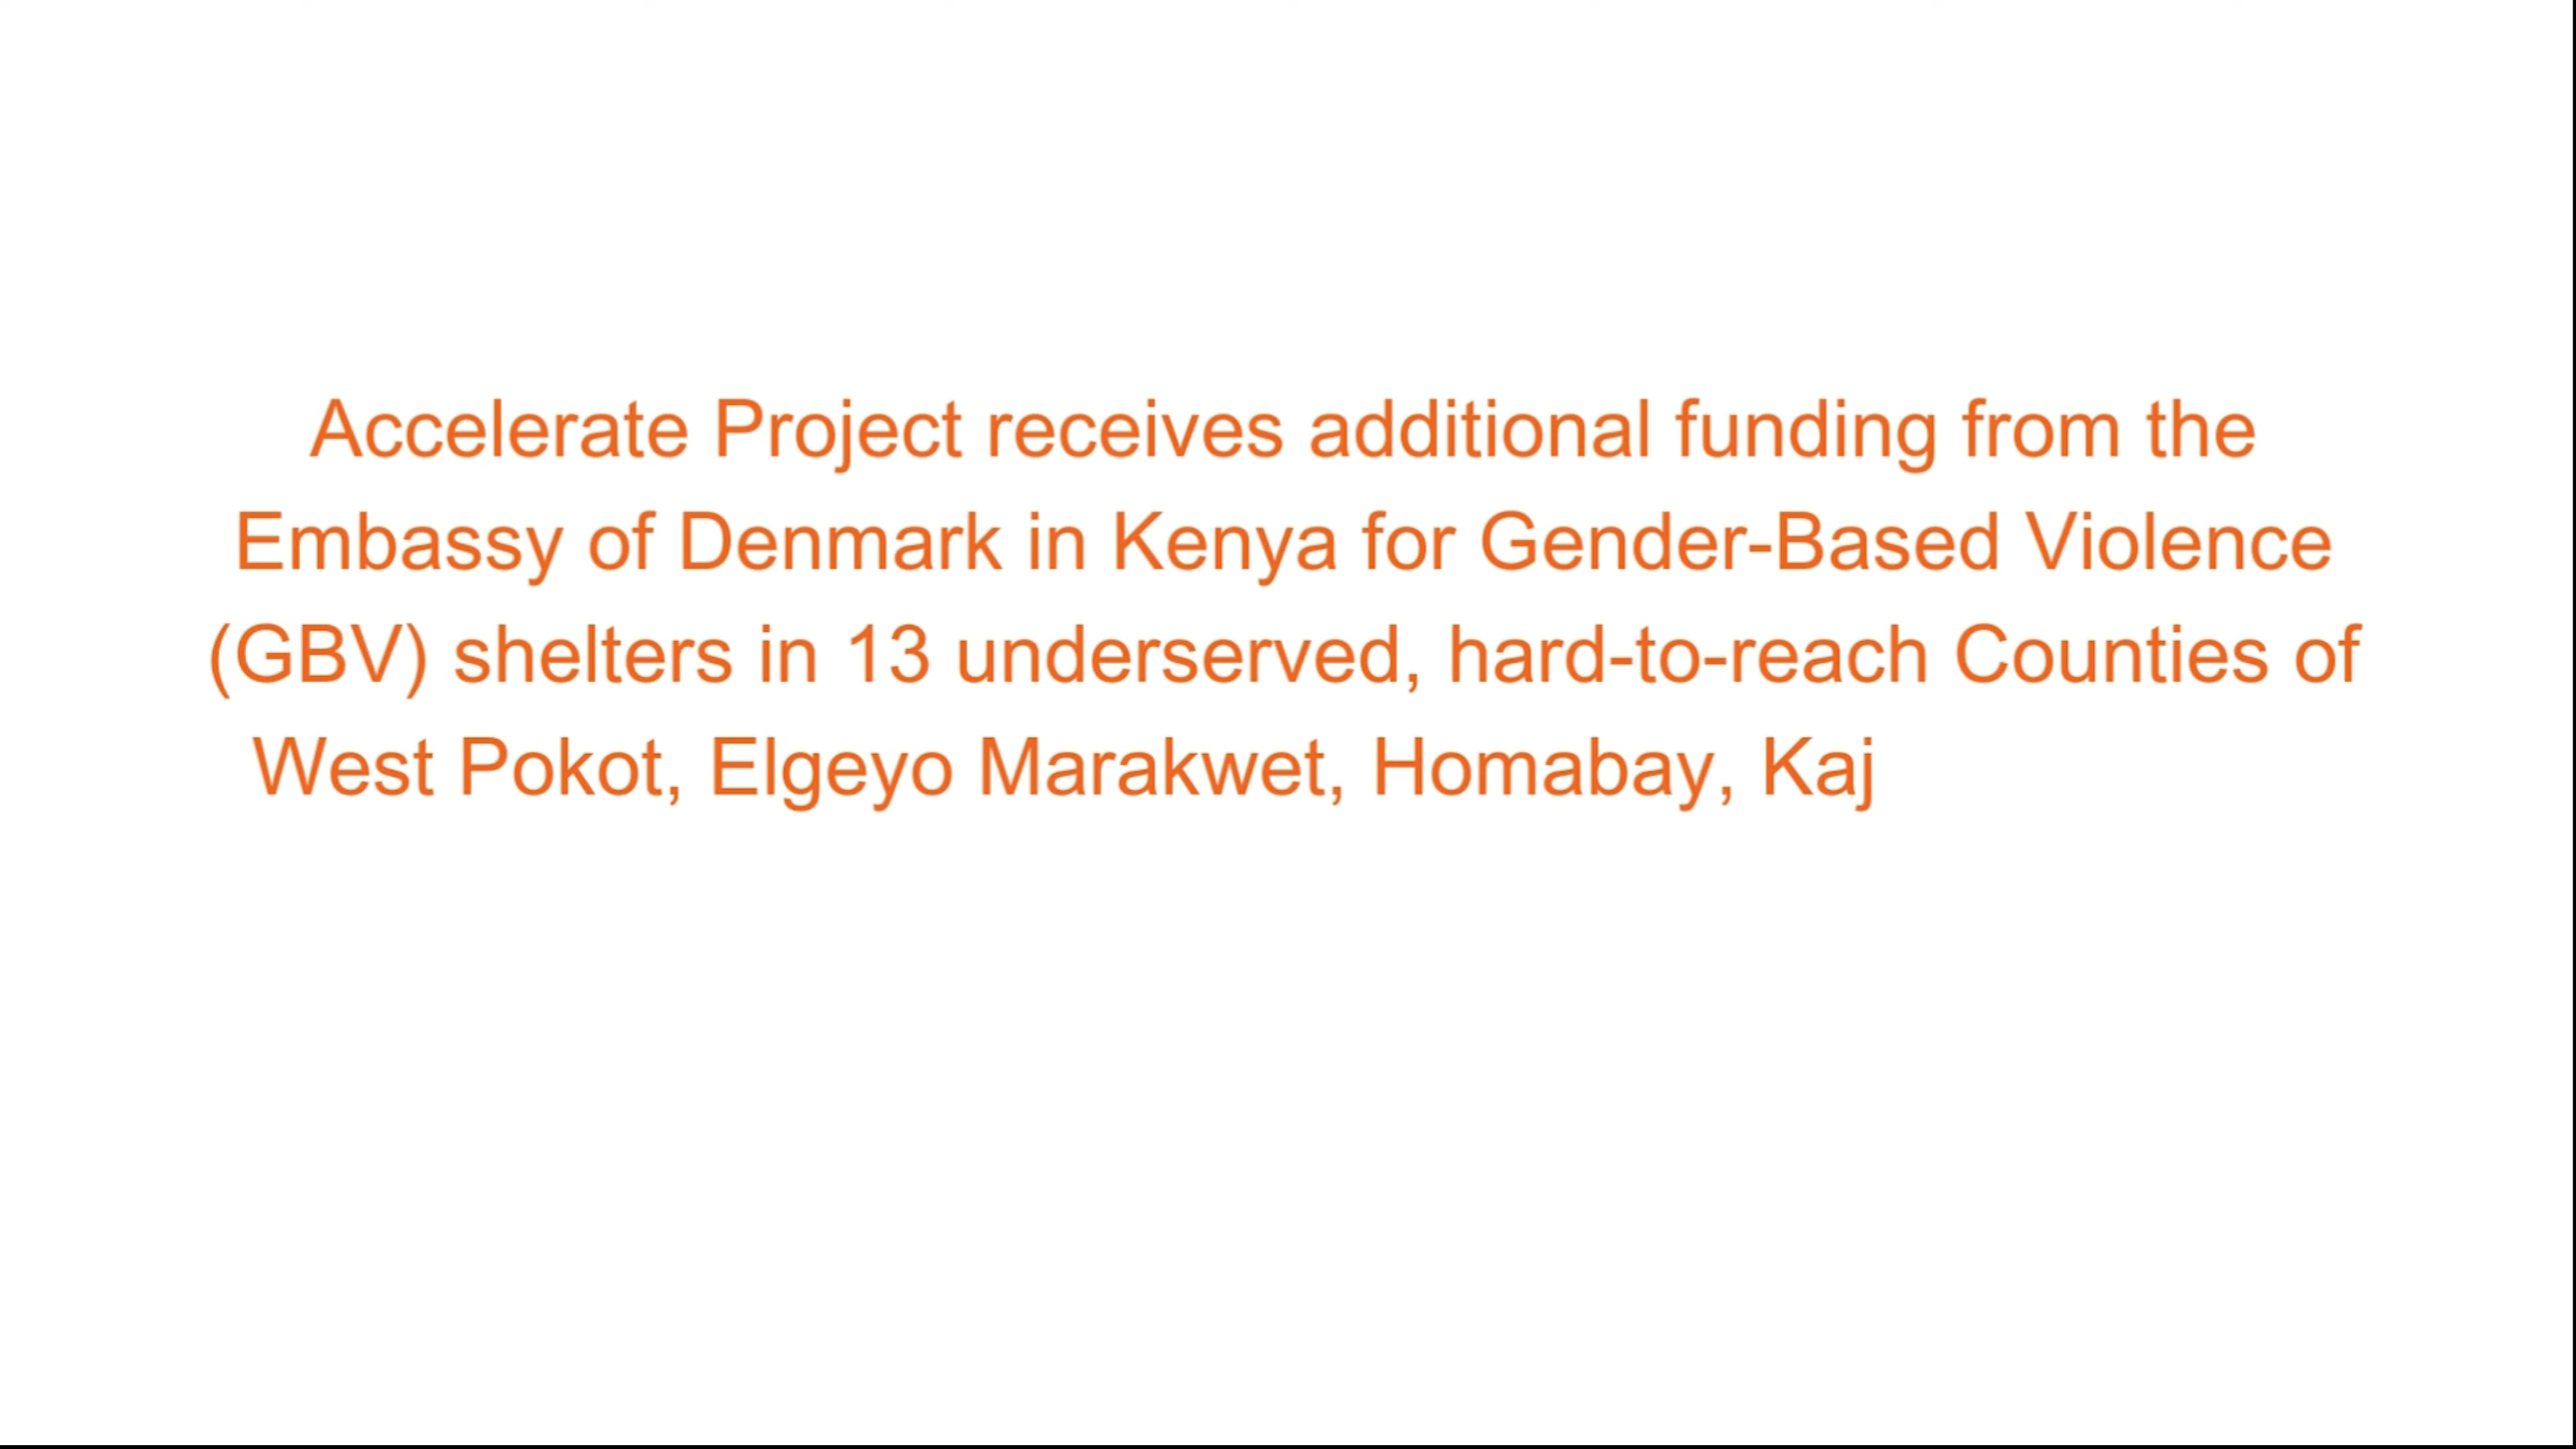 Accelerate Project receives additional funding from the
Embassy of Denmark in Kenya for Gender-Based Violence
(GBV) shelters in 13 underserved, hard-to-reach Counties of
West Pokot, Elgeyo Marakwet, Homabay, Kaj